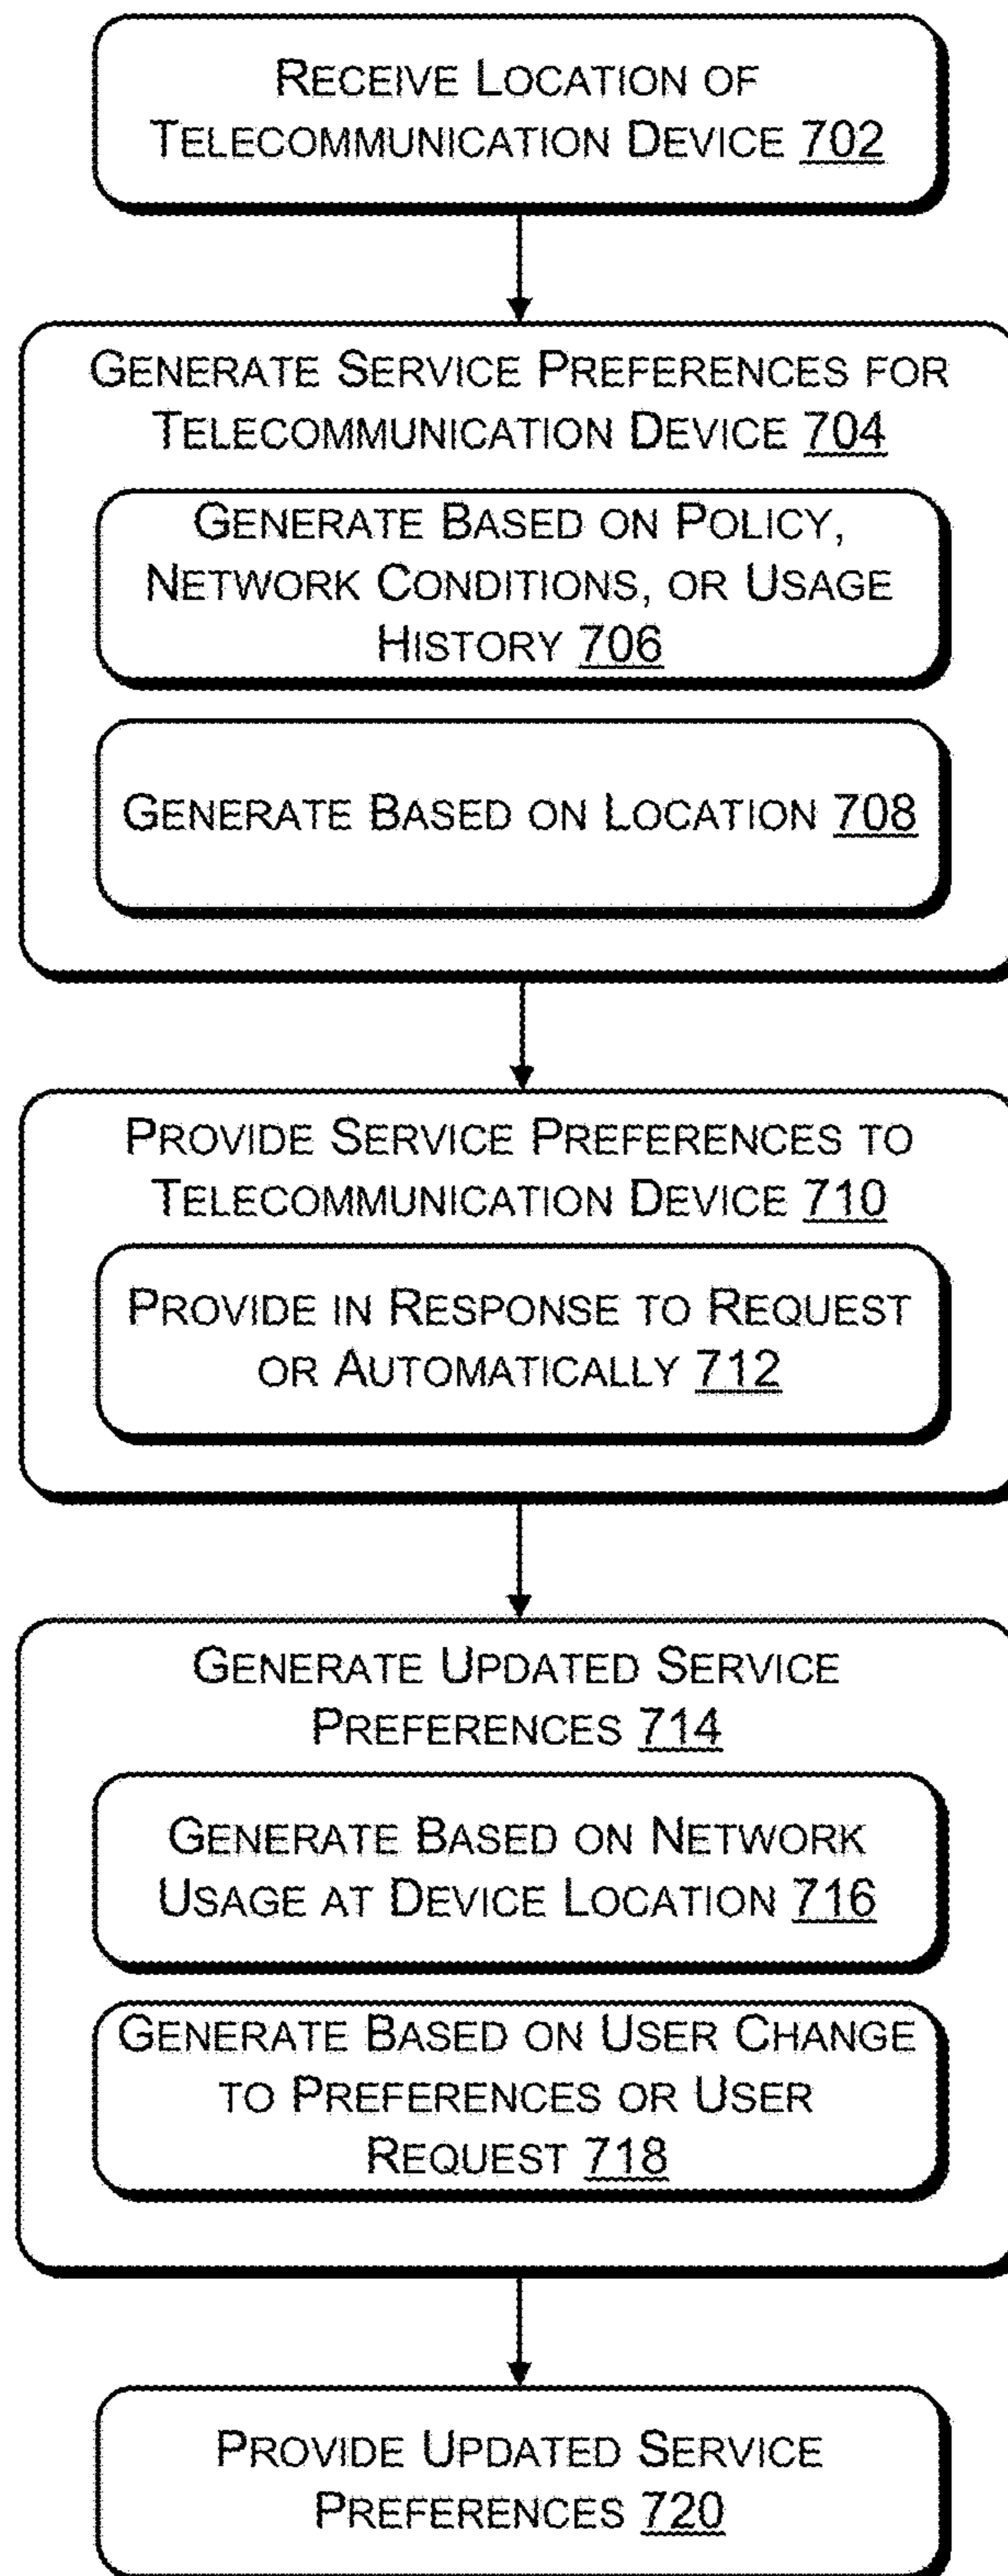 RECEIVE LOCATION OF
TELECOMMUNICATION DEVICE 702
GENERATE SERVICE PREFERENCES FOR
TELECOMMUNICATION DEVICE 704
GENERATE BASED ON POLICY,
NETWORK CONDITIONS, OR USAGE
HISTORY 706
GENERATE BASED ON LOCATION 708
PROVIDE SERVICE PREFERENCES TO
TELECOMMUNICATION DEVICE 710
PROVIDE IN RESPONSE TO REQUEST
OR AUTOMATICALLY 712
GENERATE UPDATED SERVICE
PREFERENCES 714
GENERATE BASED ON NETWORK
USAGE AT DEVICE LOCATION 716
GENERATE BASED ON USER CHANGE
TO PREFERENCES OR USER
REQUEST 718
PROVIDE UPDATED SERVICE
PREFERENCES 720